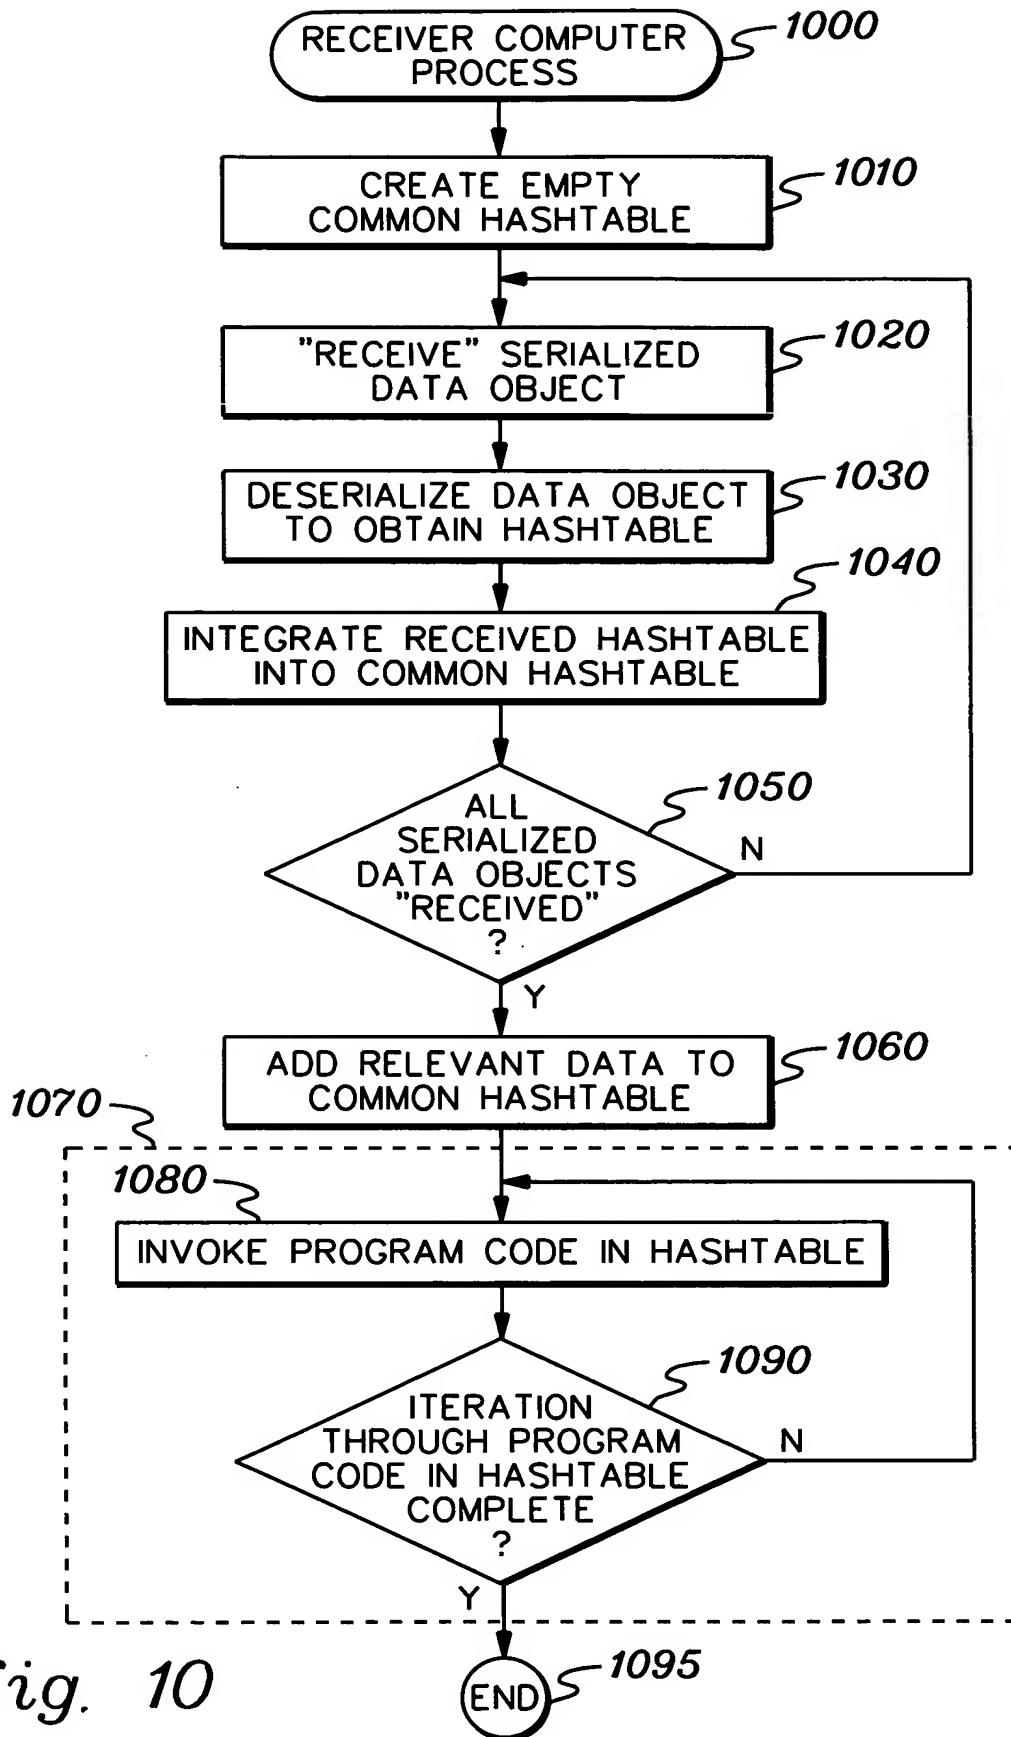 RECEIVER COMPUTER
PROCESS
1000
CREATE EMPTY
COMMON HASHTABLE
1010
"RECEIVE" SERIALIZED
DATA OBJECT
1020
DESERIALIZE DATA OBJECT
TO OBTAIN HASHTABLE
1030
1040
INTEGRATE RECEIVED HASHTABLE
INTO COMMON HASHTABLE
1050
ALL
SERIALIZED
DATA OBJECTS
"RECEIVED"
?
N
Y
ADD RELEVANT DATA TO
COMMON HASHTABLE
1060
1070
1080
INVOKE PROGRAM CODE IN HASHTABLE
1090
ITERATION
THROUGH PROGRAM
CODE IN HASHTABLE
COMPLETE
?
N
Y
END
1095
ig. 10